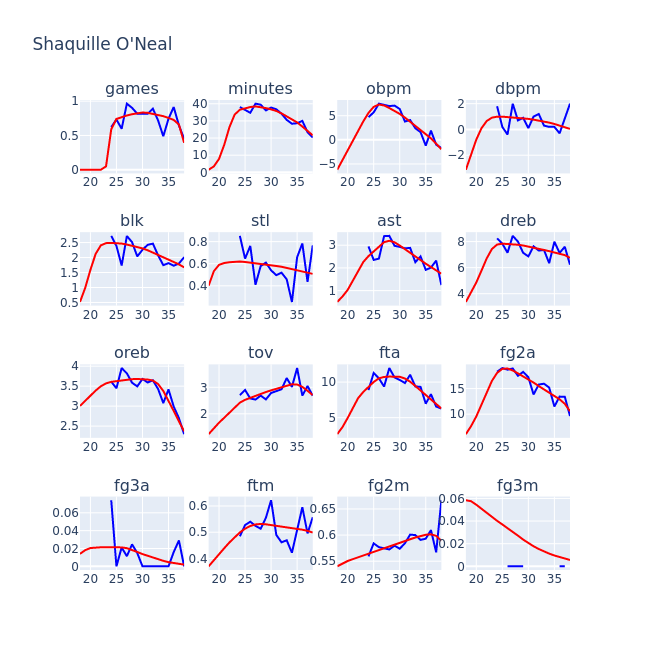 Shaquille O'Neal
games minutes obpm dbpm
1 0.5 0 20 25 30 35
40 30 20 10 0 20 25 30 35
5 0 −5 20 25 30 35
2 0 −2 20 25 30 35
blk stl ast dreb
2.5 2 1.5 1 0.5 20 25 30 35
0.8 0.6 0.4 20 25 30 35
3 2 1 20 25 30 35
8 6 4 20 25 30 35
oreb tov fta fg2a
4 3.5 3 2.5 20 25 30 35
3 2 20 25 30 35
10 5 20 25 30 35
15 10 20 25 30 35
fg3a ftm fg2m fg3m
0.06 0.04 0.02 0 20 25 30 35
0.6 0.5 0.4 20 25 30 35
0.65 0.6 0.55 20 25 30 35
0.06 0.04 0.02 0 20 25 30 35